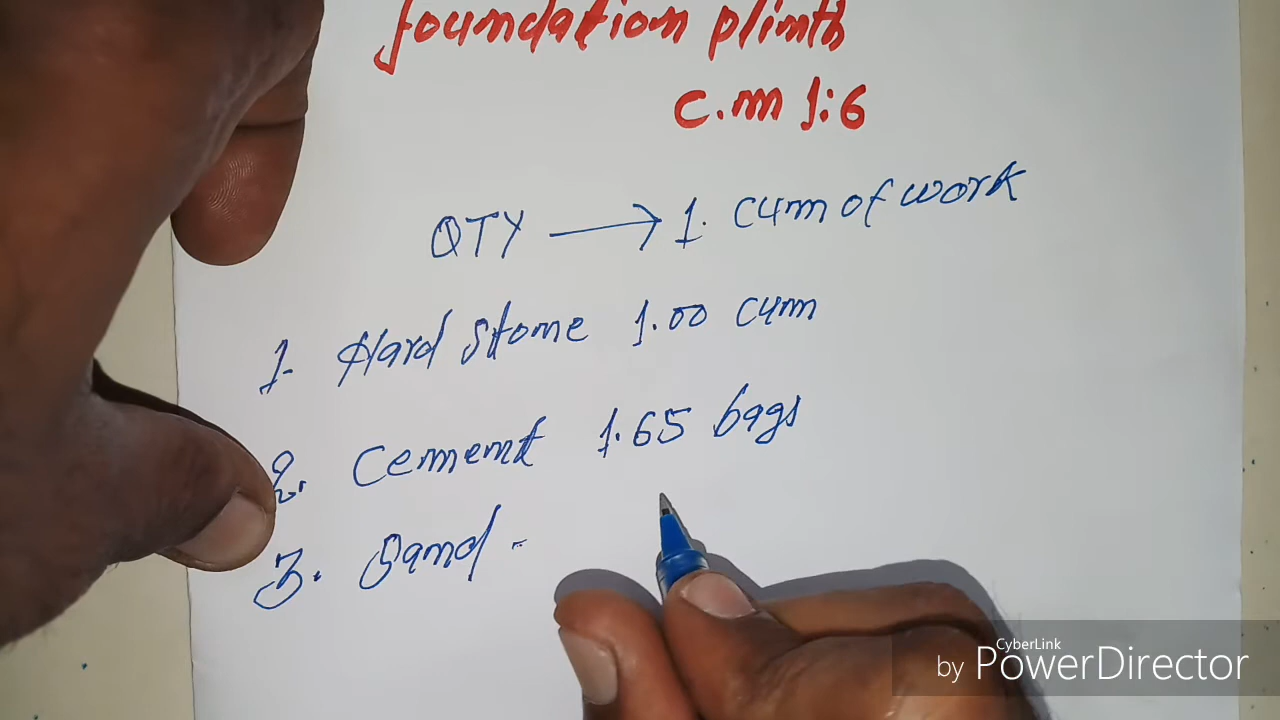 foundation plinth
C.M 1:6
QTY → 1. cum of work
1. Hard stone 1.00 cum
2. Cement 1.65 bags
3. Sand -
CyberLink
by PowerDirector